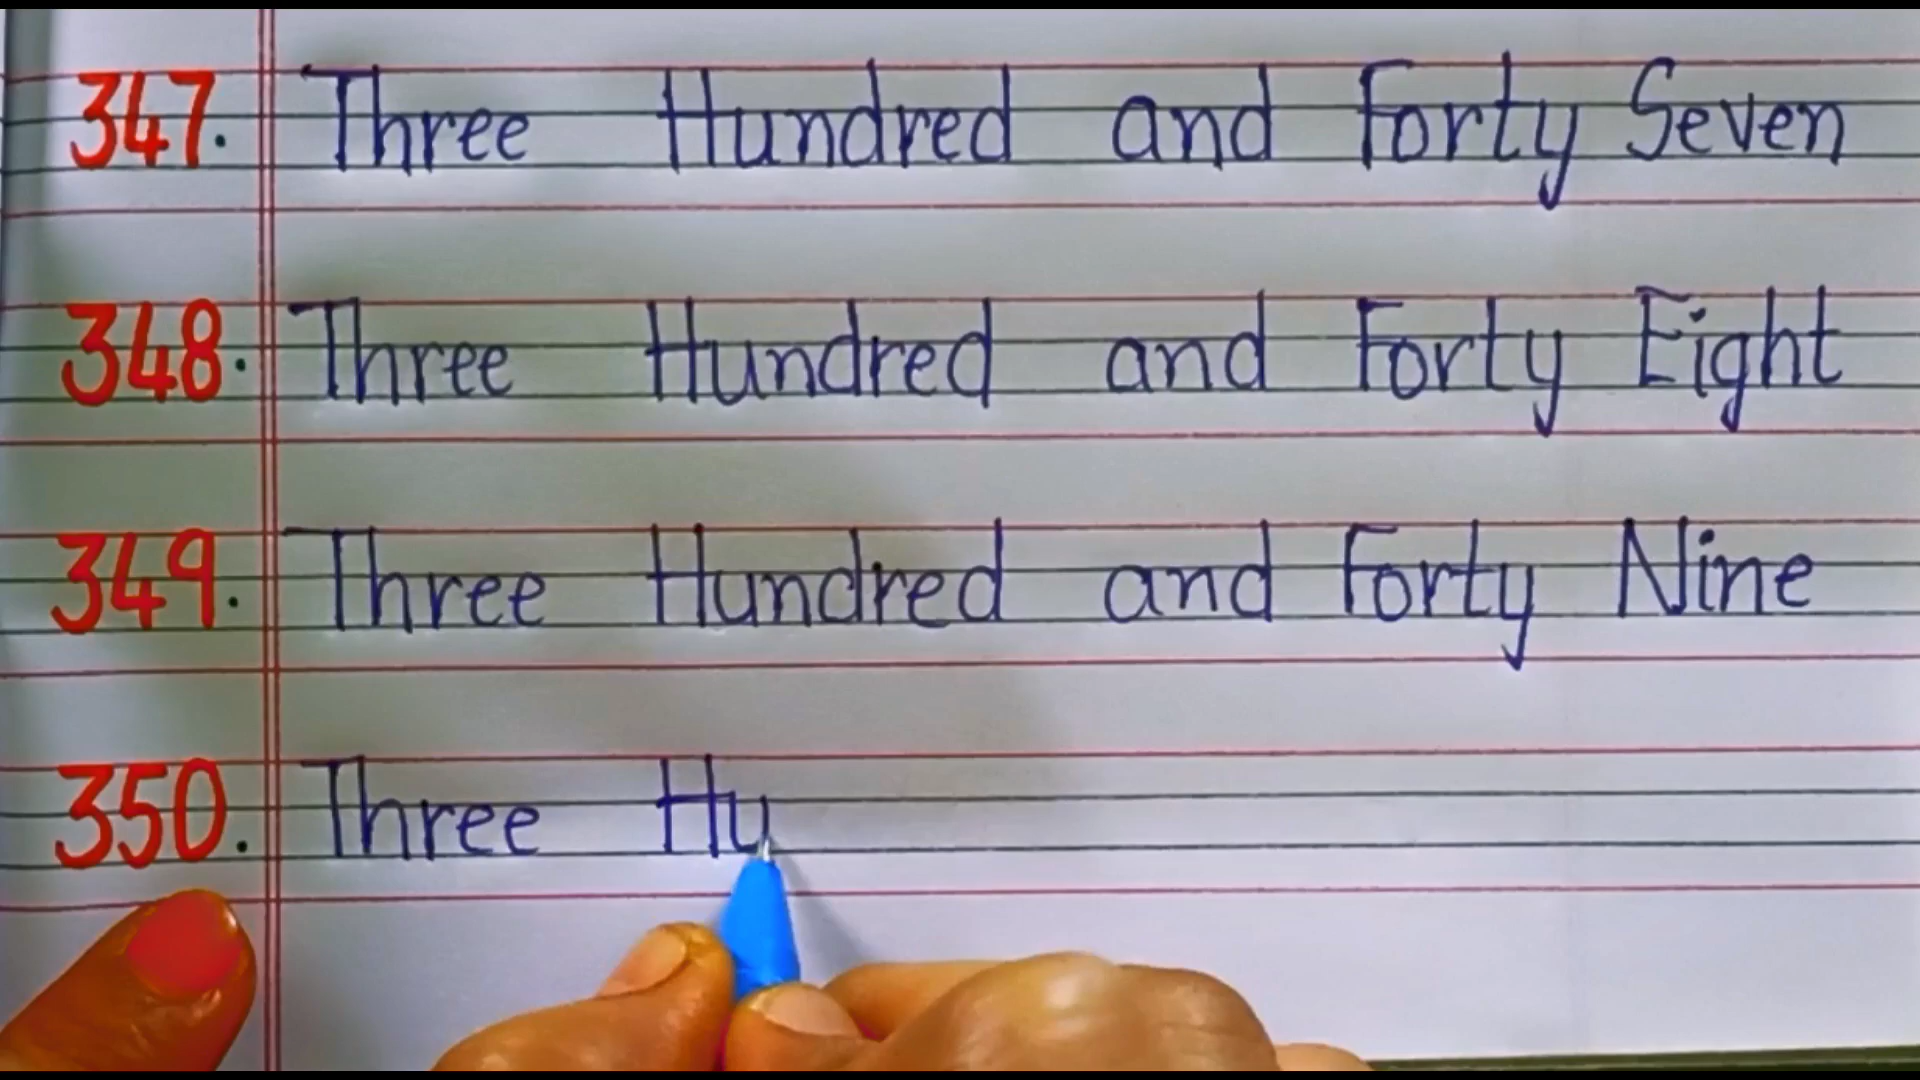 347. Three Hundred and Forty Seven
348. Three Hundred and Forty Eight
349. Three Hundred and Forty Nine
350. Three Hu